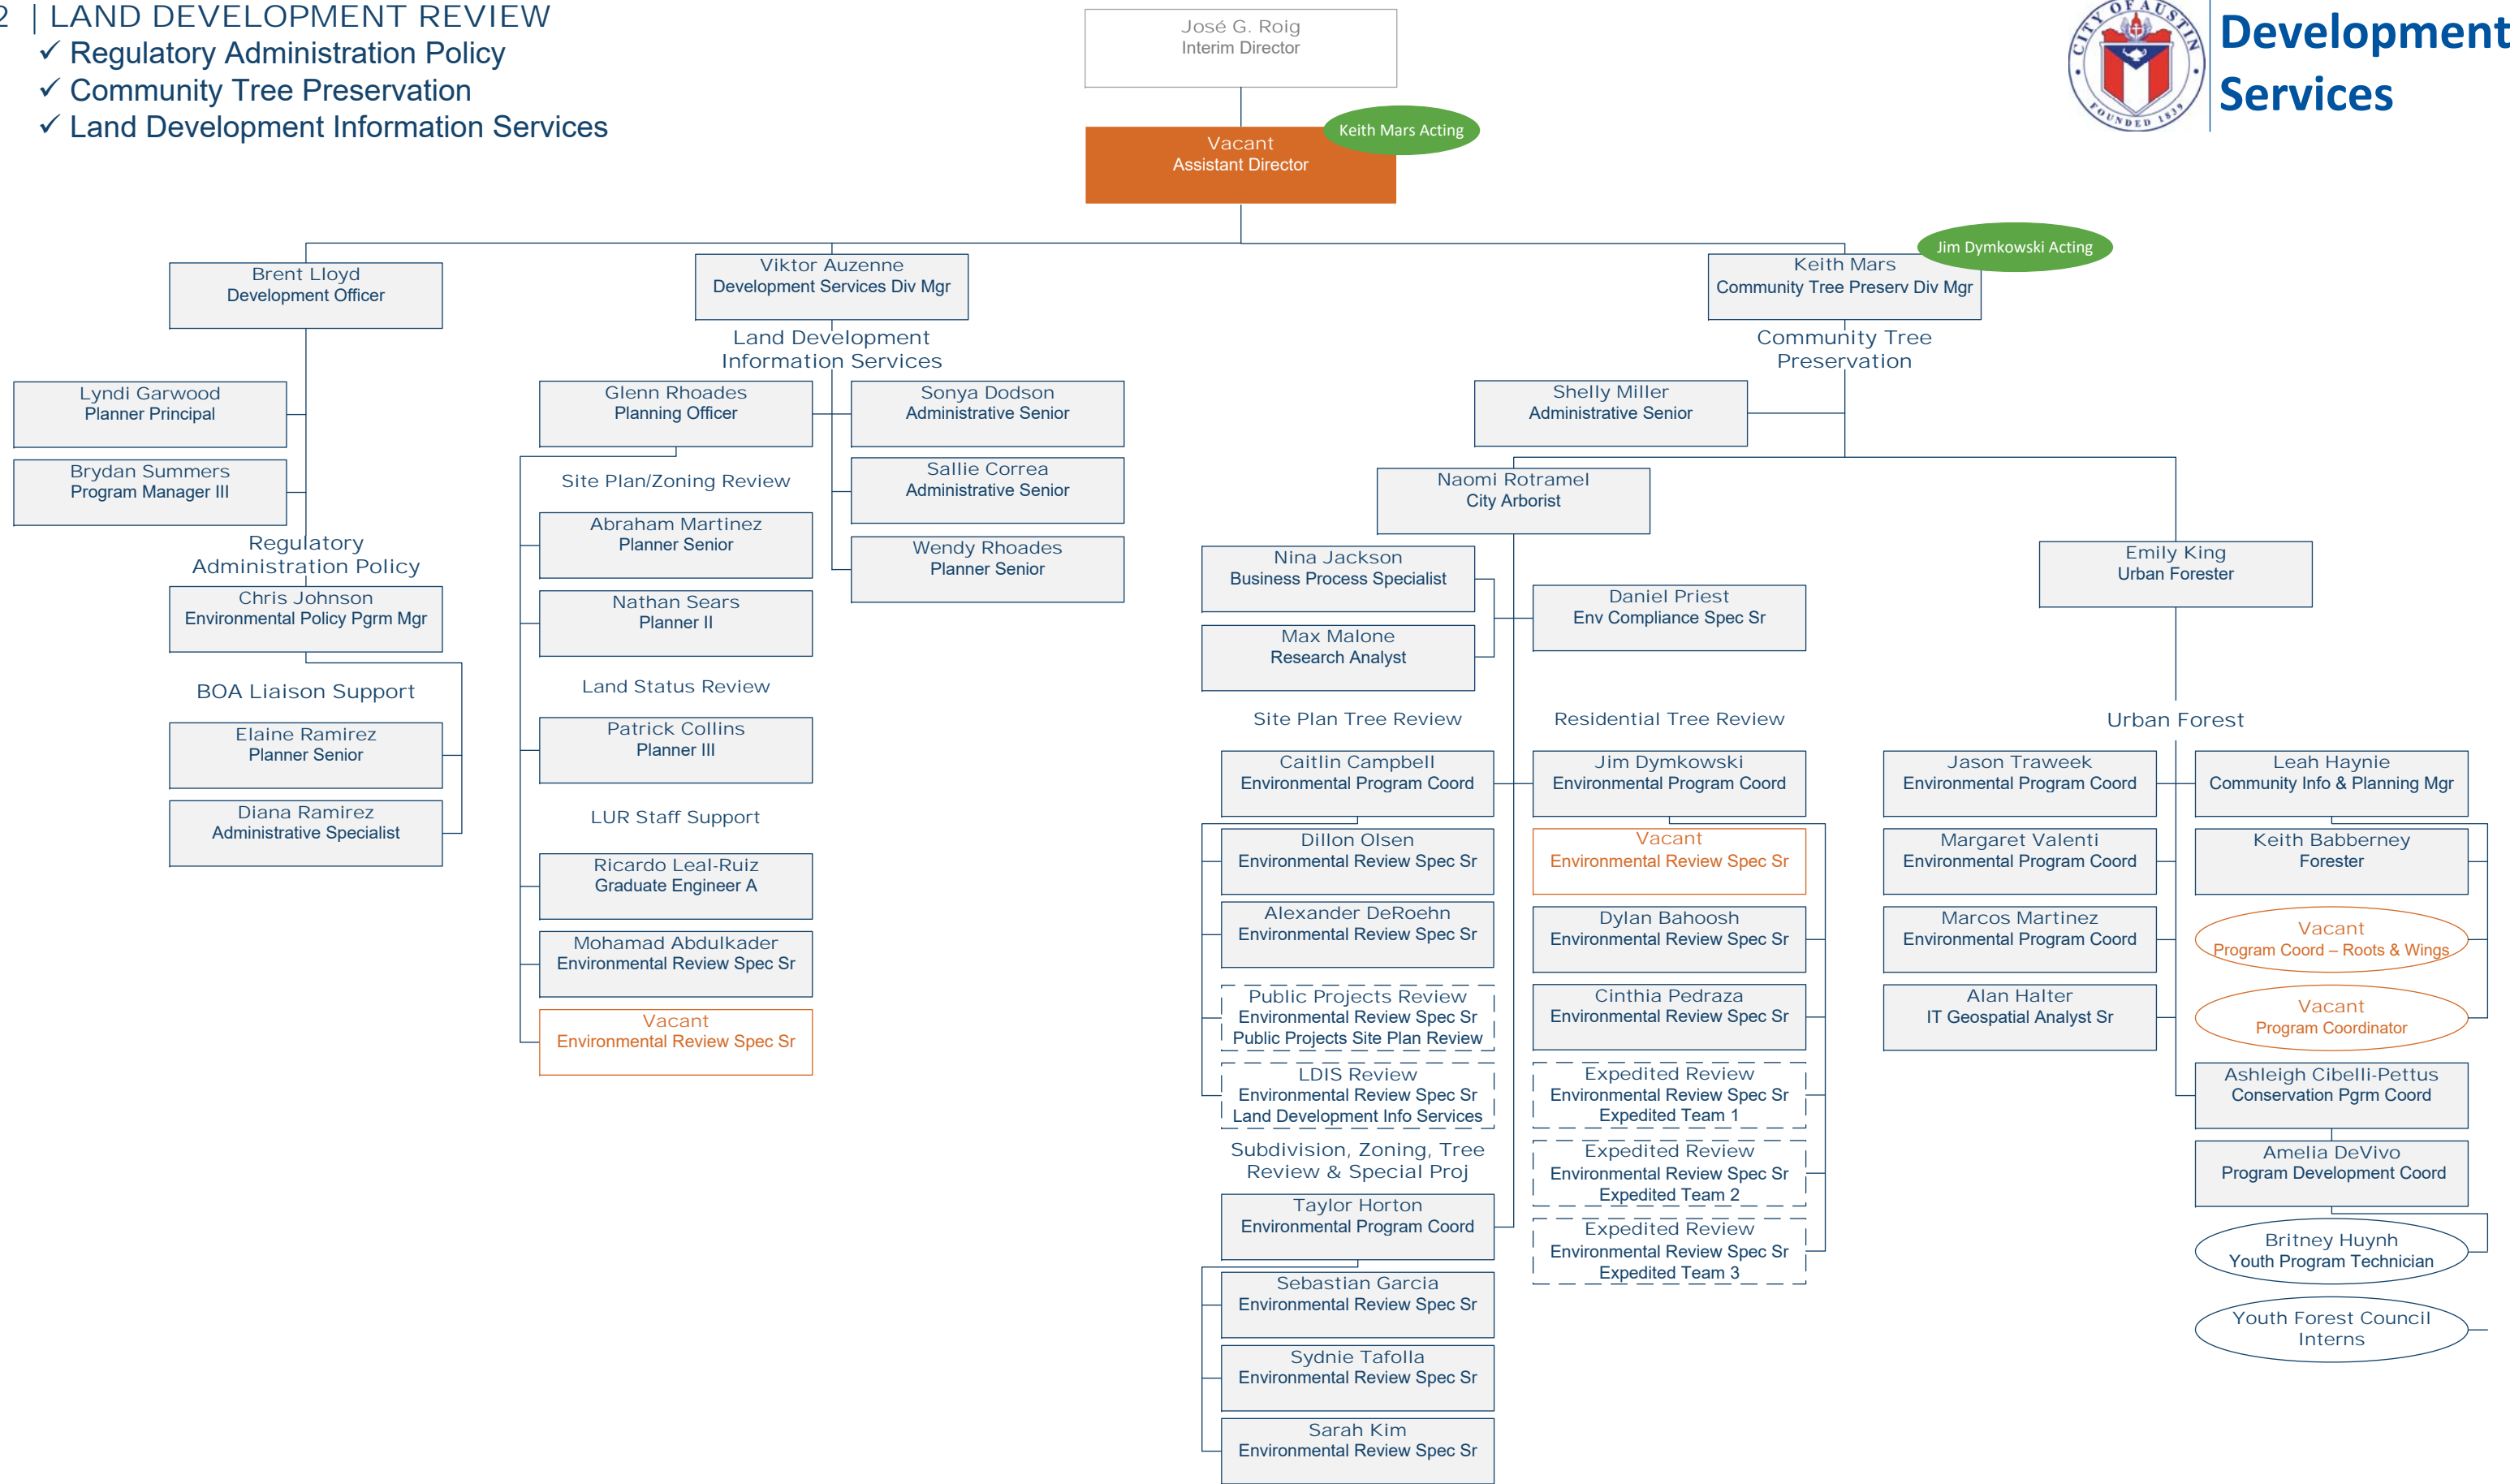 2 | LAND DEVELOPMENT REVIEW
✓ Regulatory Administration Policy
✓ Community Tree Preservation
✓ Land Development Information Services
José G. Roig
Interim Director
CITY OF AUSTIN
FOUNDED 1839
Development
Services
Keith Mars Acting
Vacant
Assistant Director
Jim Dymkowski Acting
Brent Lloyd
Development Officer
Lyndi Garwood
Planner Principal
Brydan Summers
Program Manager III
Regulatory
Administration Policy
Chris Johnson
Environmental Policy Pgrm Mgr
BOA Liaison Support
Elaine Ramirez
Planner Senior
Diana Ramirez
Administrative Specialist
Viktor Auzenne
Development Services Div Mgr
Land Development
Information Services
Glenn Rhoades
Planning Officer
Sonya Dodson
Administrative Senior
Sallie Correa
Administrative Senior
Wendy Rhoades
Planner Senior
Site Plan/Zoning Review
Abraham Martinez
Planner Senior
Nathan Sears
Planner II
Land Status Review
Patrick Collins
Planner III
LUR Staff Support
Ricardo Leal-Ruiz
Graduate Engineer A
Mohamad Abdulkader
Environmental Review Spec Sr
Vacant
Environmental Review Spec Sr
Keith Mars
Community Tree Preserv Div Mgr
Community Tree
Preservation
Shelly Miller
Administrative Senior
Naomi Rotramel
City Arborist
Nina Jackson
Business Process Specialist
Max Malone
Research Analyst
Daniel Priest
Env Compliance Spec Sr
Site Plan Tree Review
Caitlin Campbell
Environmental Program Coord
Dillon Olsen
Environmental Review Spec Sr
Alexander DeRoehn
Environmental Review Spec Sr
Public Projects Review
Environmental Review Spec Sr
Public Projects Site Plan Review
LDIS Review
Environmental Review Spec Sr
Land Development Info Services
Subdivision, Zoning, Tree
Review & Special Proj
Taylor Horton
Environmental Program Coord
Sebastian Garcia
Environmental Review Spec Sr
Sydnie Tafolla
Environmental Review Spec Sr
Sarah Kim
Environmental Review Spec Sr
Residential Tree Review
Jim Dymkowski
Environmental Program Coord
Vacant
Environmental Review Spec Sr
Dylan Bahoosh
Environmental Review Spec Sr
Cinthia Pedraza
Environmental Review Spec Sr
Expedited Review
Environmental Review Spec Sr
Expedited Team 1
Expedited Review
Environmental Review Spec Sr
Expedited Team 2
Expedited Review
Environmental Review Spec Sr
Expedited Team 3
Emily King
Urban Forester
Urban Forest
Jason Traweek
Environmental Program Coord
Margaret Valenti
Environmental Program Coord
Marcos Martinez
Environmental Program Coord
Alan Halter
IT Geospatial Analyst Sr
Leah Haynie
Community Info & Planning Mgr
Keith Babberney
Forester
Vacant
Program Coord – Roots & Wings
Vacant
Program Coordinator
Ashleigh Cibelli-Pettus
Conservation Pgrm Coord
Amelia DeVivo
Program Development Coord
Britney Huynh
Youth Program Technician
Youth Forest Council
Interns